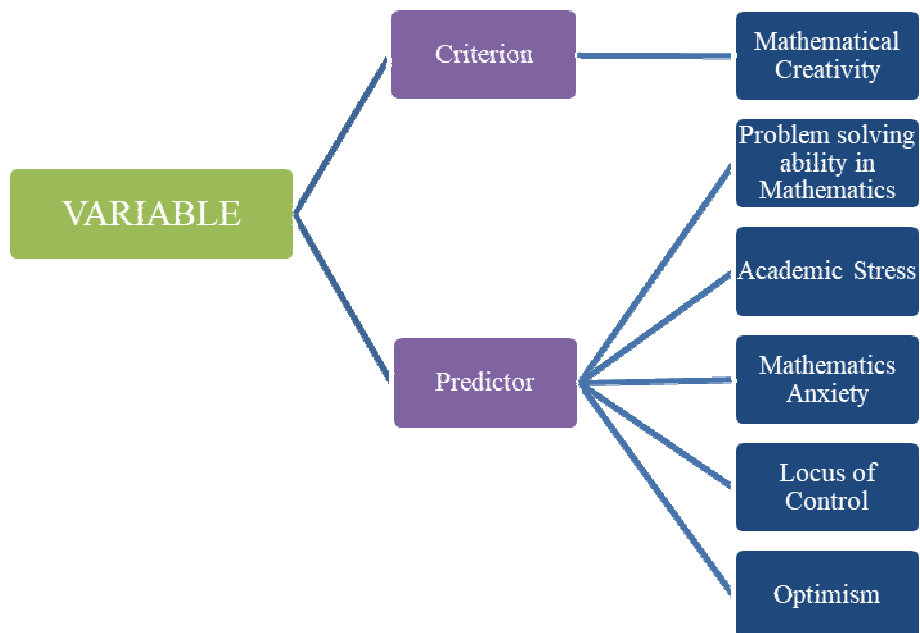 VARIABLE
Criterion
Mathematical
Creativity
Predictor
Problem solving
ability in
Mathematics
Academic Stress
Mathematics
Anxiety
Locus of
Control
Optimism